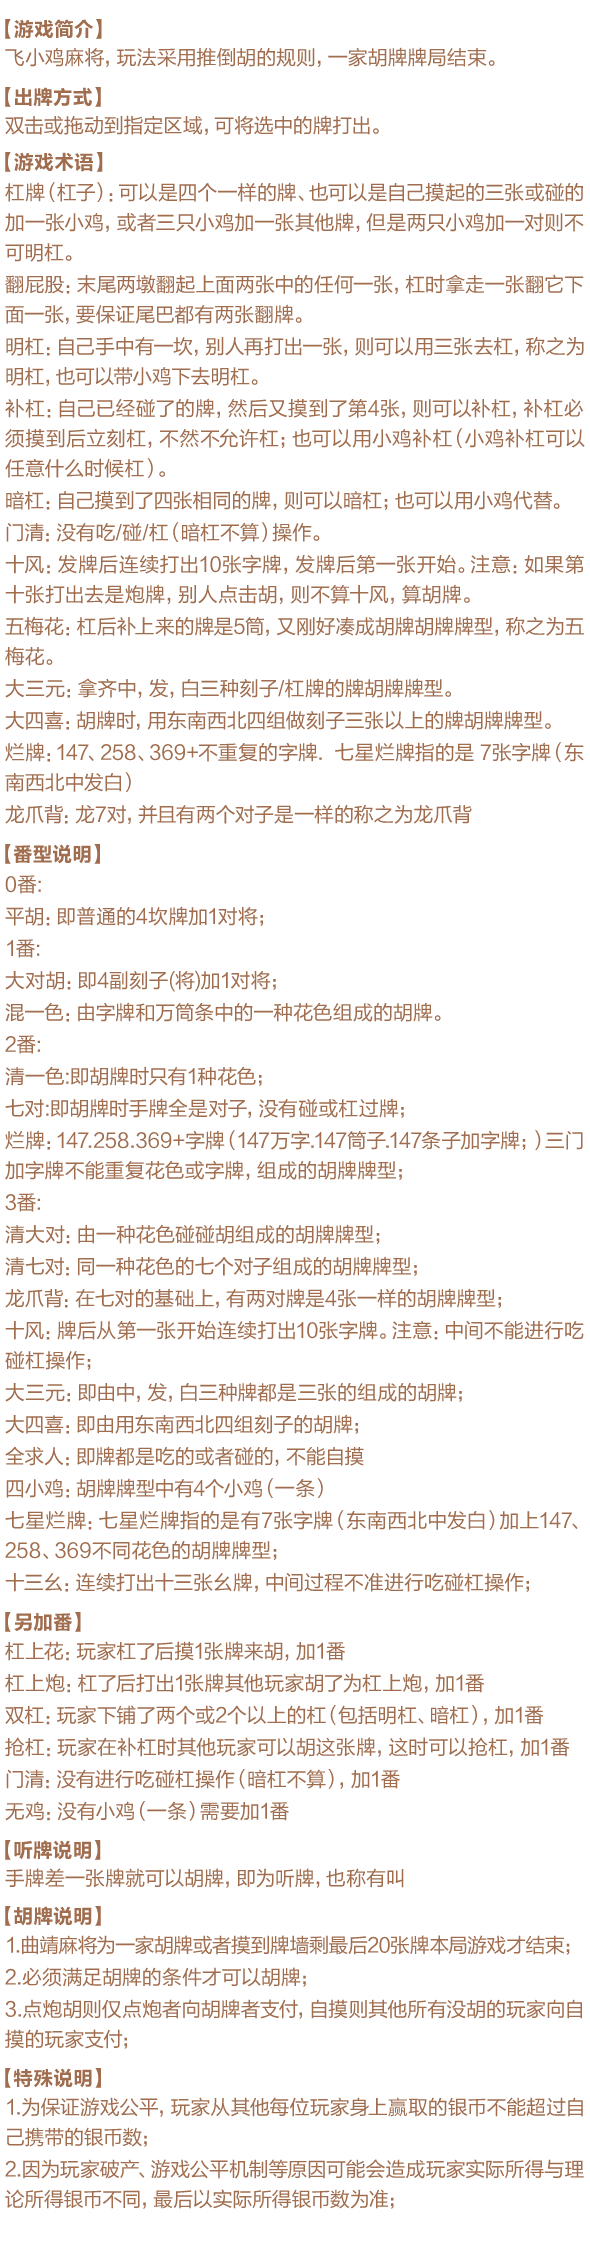 【游戏简介】
飞小鸡麻将，玩法采用推倒胡的规则，一家胡牌牌局结束。
【出牌方式】
双击或拖动到指定区域，可将选中的牌打出。
【游戏术语】
杠牌（杠子）：可以是四个一样的牌、也可以是自己摸起的三张或碰的
加一张小鸡，或者三只小鸡加一张其他牌，但是两只小鸡加一对则不
可明杠。
翻屁股：末尾两墩翻起上面两张中的任何一张，杠时拿走一张翻它下
面一张，要保证尾巴都有两张翻牌。
明杠：自己手中有一坎，别人再打出一张，则可以用三张去杠，称之为
明杠，也可以带小鸡下去明杠。
补杠：自己已经碰了的牌，然后又摸到了第4张，则可以补杠，补杠必
须摸到后立刻杠，不然不允许杠；也可以用小鸡补杠（小鸡补杠可以
任意什么时候杠）。
暗杠：自己摸到了四张相同的牌，则可以暗杠；也可以用小鸡代替。
门清：没有吃/碰/杠（暗杠不算）操作。
十风：发牌后连续打出10张字牌，发牌后第一张开始。注意：如果第
十张打出去是炮牌，别人点击胡，则不算十风，算胡牌。
五梅花：杠后补上来的牌是5筒，又刚好凑成胡牌胡牌牌型，称之为五
梅花。
大三元：拿齐中，发，白三种刻子/杠牌的牌胡牌牌型。
大四喜：胡牌时，用东南西北四组做刻子三张以上的牌胡牌牌型。
烂牌：147、258、369+不重复的字牌. 七星烂牌指的是 7张字牌（东
南西北中发白）
龙爪背：龙7对，并且有两个对子是一样的称之为龙爪背
【番型说明】
0番:
平胡：即普通的4坎牌加1对将；
1番:
大对胡：即4副刻子(将)加1对将；
混一色：由字牌和万筒条中的一种花色组成的胡牌。
2番:
清一色:即胡牌时只有1种花色；
七对:即胡牌时手牌全是对子，没有碰或杠过牌；
烂牌：147.258.369+字牌（147万字.147筒子.147条子加字牌；）三门
加字牌不能重复花色或字牌，组成的胡牌牌型；
3番:
清大对：由一种花色碰碰胡组成的胡牌牌型；
清七对：同一种花色的七个对子组成的胡牌牌型；
龙爪背：在七对的基础上，有两对牌是4张一样的胡牌牌型；
十风：牌后从第一张开始连续打出10张字牌。注意：中间不能进行吃
碰杠操作；
大三元：即由中，发，白三种牌都是三张的组成的胡牌；
大四喜：即由用东南西北四组刻子的胡牌；
全求人：即牌都是吃的或者碰的，不能自摸
四小鸡：胡牌牌型中有4个小鸡（一条）
七星烂牌：七星烂牌指的是有7张字牌（东南西北中发白）加上147、
258、369不同花色的胡牌牌型；
十三幺：连续打出十三张幺牌，中间过程不准进行吃碰杠操作；
【另加番】
杠上花：玩家杠了后摸1张牌来胡，加1番
杠上炮：杠了后打出1张牌其他玩家胡了为杠上炮，加1番
双杠：玩家下铺了两个或2个以上的杠（包括明杠、暗杠），加1番
抢杠：玩家在补杠时其他玩家可以胡这张牌，这时可以抢杠，加1番
门清：没有进行吃碰杠操作（暗杠不算），加1番
无鸡：没有小鸡（一条）需要加1番
【听牌说明】
手牌差一张牌就可以胡牌，即为听牌，也称有叫
【胡牌说明】
1.曲靖麻将为一家胡牌或者摸到牌墙剩最后20张牌本局游戏才结束；
2.必须满足胡牌的条件才可以胡牌；
3.点炮胡则仅点炮者向胡牌者支付，自摸则其他所有没胡的玩家向自
摸的玩家支付；
【特殊说明】
1.为保证游戏公平，玩家从其他每位玩家身上赢取的银币不能超过自
己携带的银币数；
2.因为玩家破产、游戏公平机制等原因可能会造成玩家实际所得与理
论所得银币不同，最后以实际所得银币数为准；